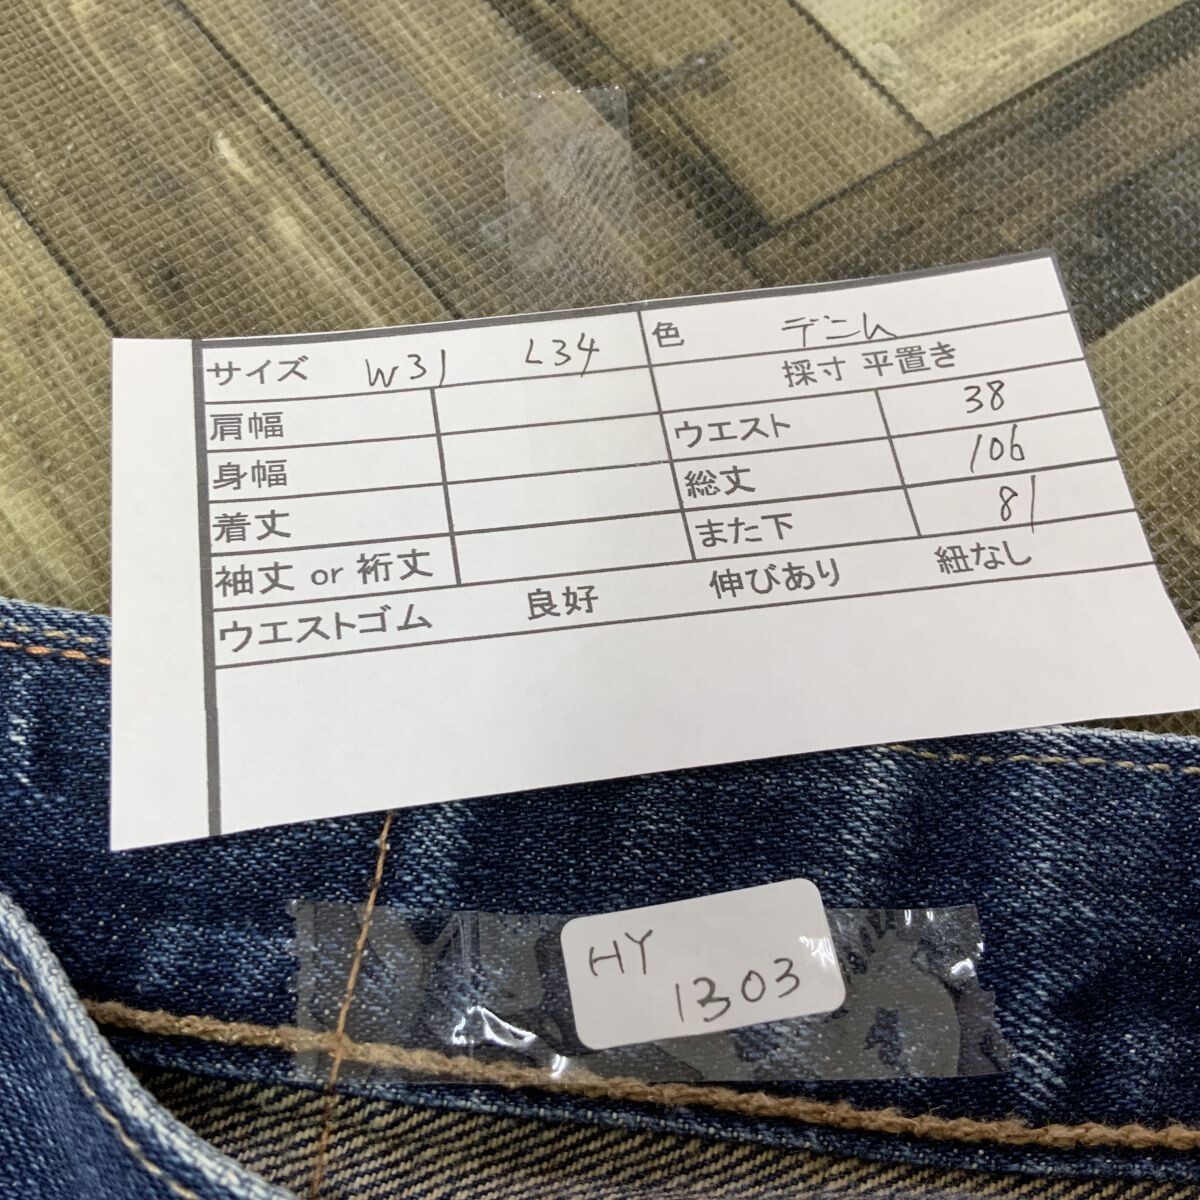 サイズ W31 L34 色 デニム
採寸 平置き
肩幅 ウエスト 38
身幅 総丈 106
着丈 また下 81
袖丈 or 裄丈
ウエストゴム 良好 伸びあり 紐なし
HY
1303